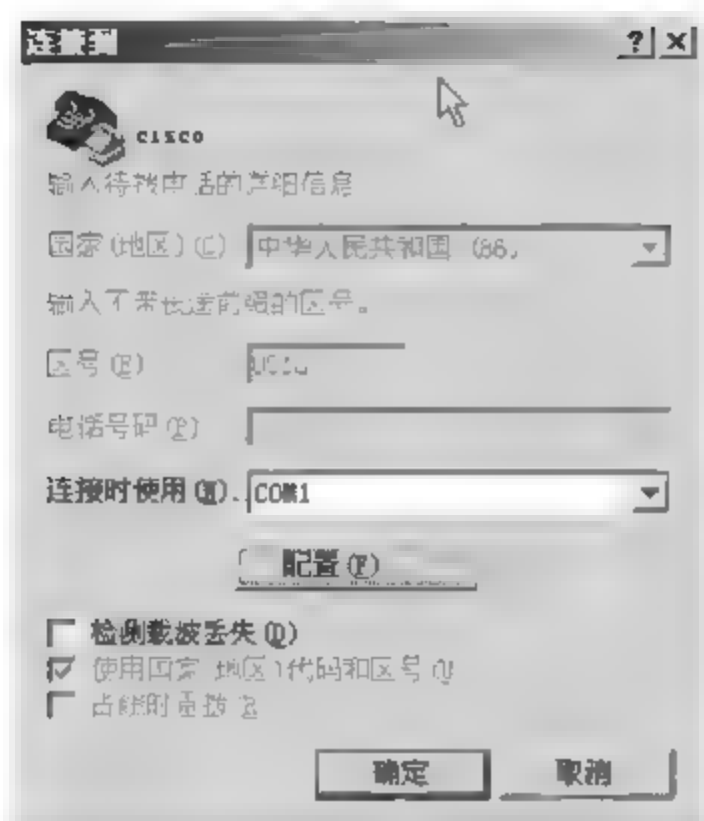 连接到
cisco
输入待拨电话的详细信息
国家(地区)(C) 中华人民共和国 (86)
输入不带长途前缀的区号。
区号(E)
电话号码(P)
连接时使用(N). COM1
配置(F)
检测载波丢失(D)
使用国家(地区)代码和区号(U)
占线时重拨(R)
确定 取消